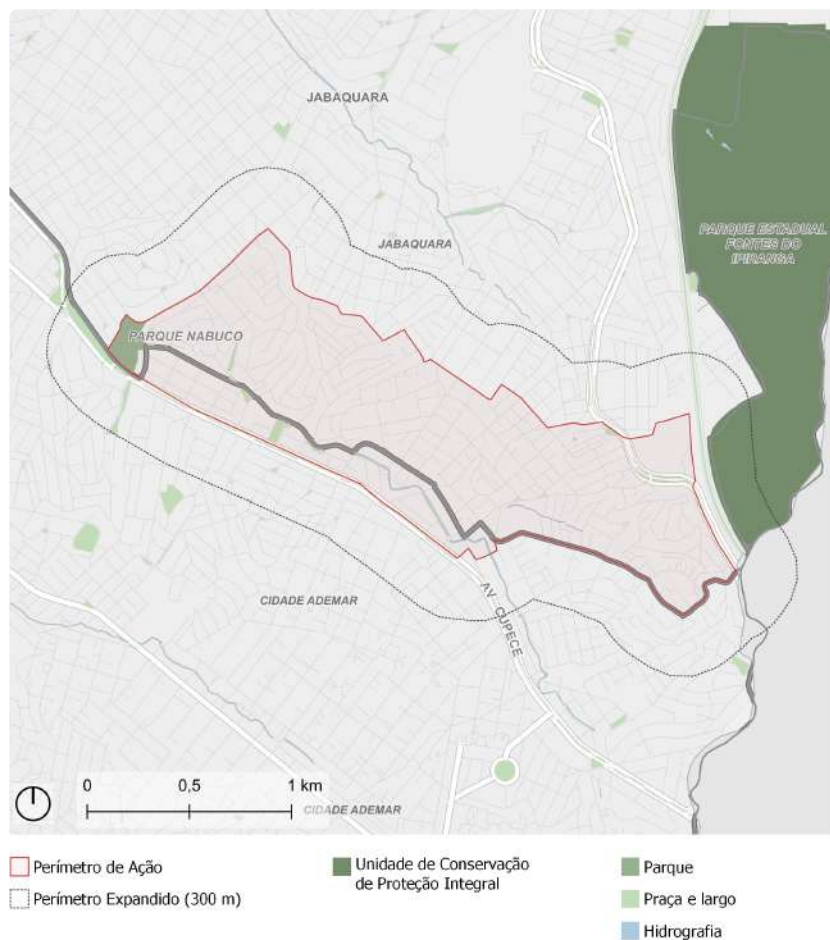 JABAQUARA
JABAQUARA
PARQUE ESTADUAL
FONTES DO
IPIRANGA
PARQUE NABUCO
CIDADE ADEMAR
AV. CUPECE
0 0,5 1 km
CIDADE ADEMAR
Perímetro de Ação
Perímetro Expandido (300 m)
Unidade de Conservação
de Proteção Integral
Parque
Praça e largo
Hidrografia